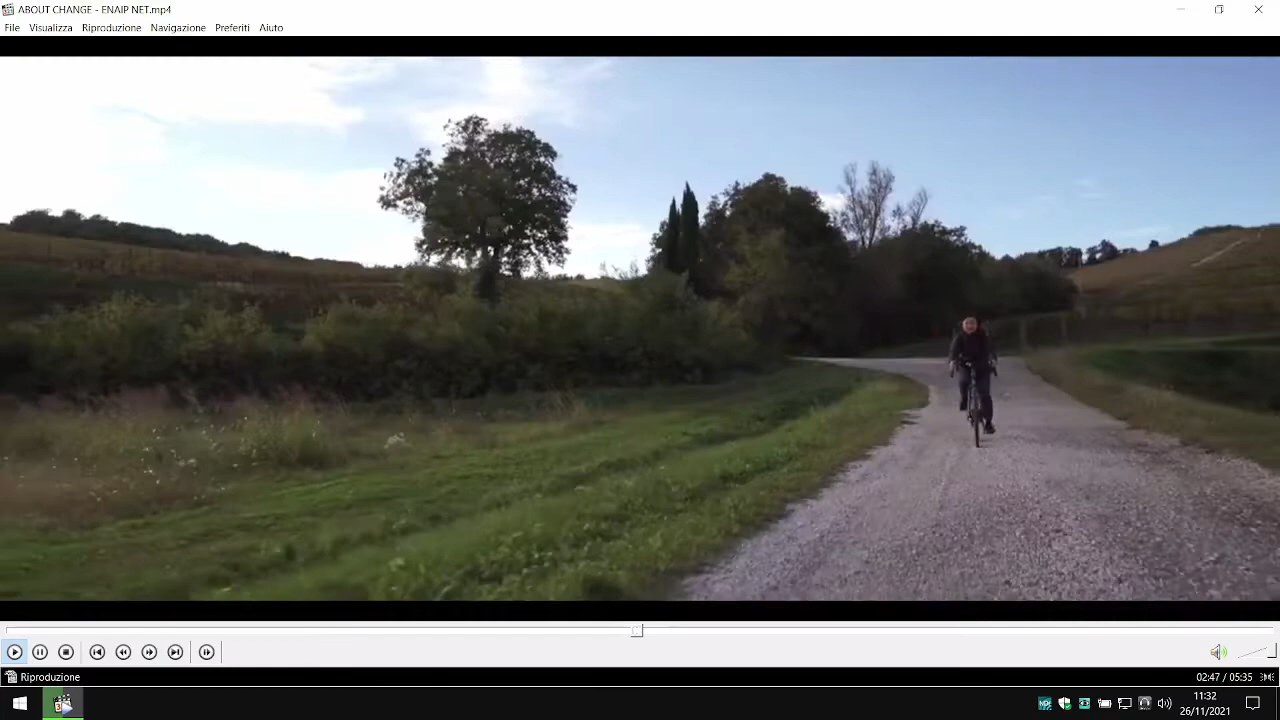 ABOUT CHANGE - ENAIP NET.mp4
File Visualizza Riproduzione Navigazione Preferiti Aiuto
Riproduzione
02:47 / 05:35
11:32
26/11/2021